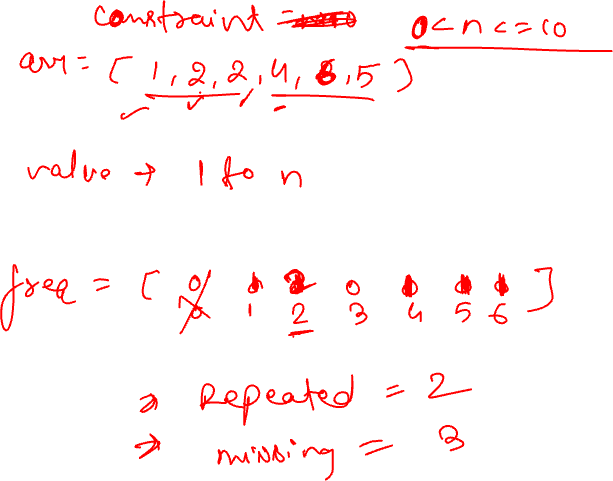 constraint = 0 < n <= 10
arr = [ 1 , 2 , 2 , 4 , 6 , 5 ]
value → 1 to n
freq = [ 0 1 2 0 1 1 1 ]
0 1 2 3 4 5 6
→ Repeated = 2
→ missing = 3